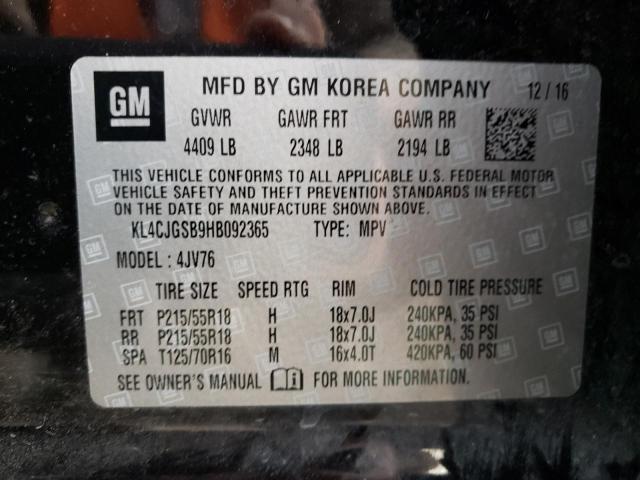 GM MFD BY GM KOREA COMPANY 12/16
GVWR GAWR FRT GAWR RR
4409 LB 2348 LB 2194 LB
THIS VEHICLE CONFORMS TO ALL APPLICABLE U.S. FEDERAL MOTOR
VEHICLE SAFETY AND THEFT PREVENTION STANDARDS IN EFFECT
ON THE DATE OF MANUFACTURE SHOWN ABOVE.
KL4CJGSB9HB092365 TYPE: MPV
MODEL: 4JV76
TIRE SIZE SPEED RTG RIM COLD TIRE PRESSURE
FRT P215/55R18 H 18x7.0J 240KPA, 35 PSI
RR P215/55R18 H 18x7.0J 240KPA, 35 PSI
SPA T125/70R16 M 16x4.0T 420KPA, 60 PSI
SEE OWNER'S MANUAL FOR MORE INFORMATION.